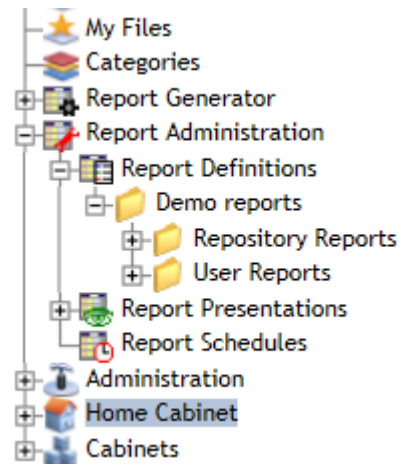 My Files
Categories
Report Generator
Report Administration
Report Definitions
Demo reports
Repository Reports
User Reports
Report Presentations
Report Schedules
Administration
Home Cabinet
Cabinets